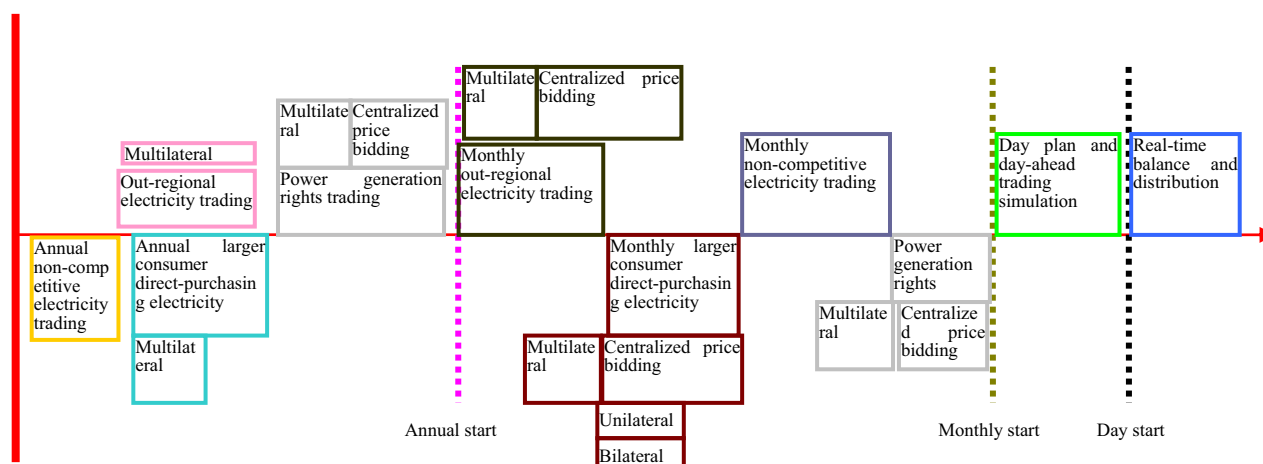 Multilateral
Out-regional
electricity trading
Annual
non-comp
etitive
electricity
trading
Annual larger
consumer
direct-purchasin
g electricity
Multilat
eral
Multilate
ral
Centralized
price
bidding
Power generation
rights trading
Multilate
ral
Centralized price
bidding
Monthly
out-regional
electricity trading
Monthly larger
consumer
direct-purchasin
g electricity
Multilate
ral
Centralized price
bidding
Unilateral
Bilateral
Monthly
non-competitive
electricity trading
Power
generation
rights
Multilate
ral
Centralize
d price
bidding
Day plan and
day-ahead
trading
simulation
Real-time
balance and
distribution
Annual start
Monthly start
Day start